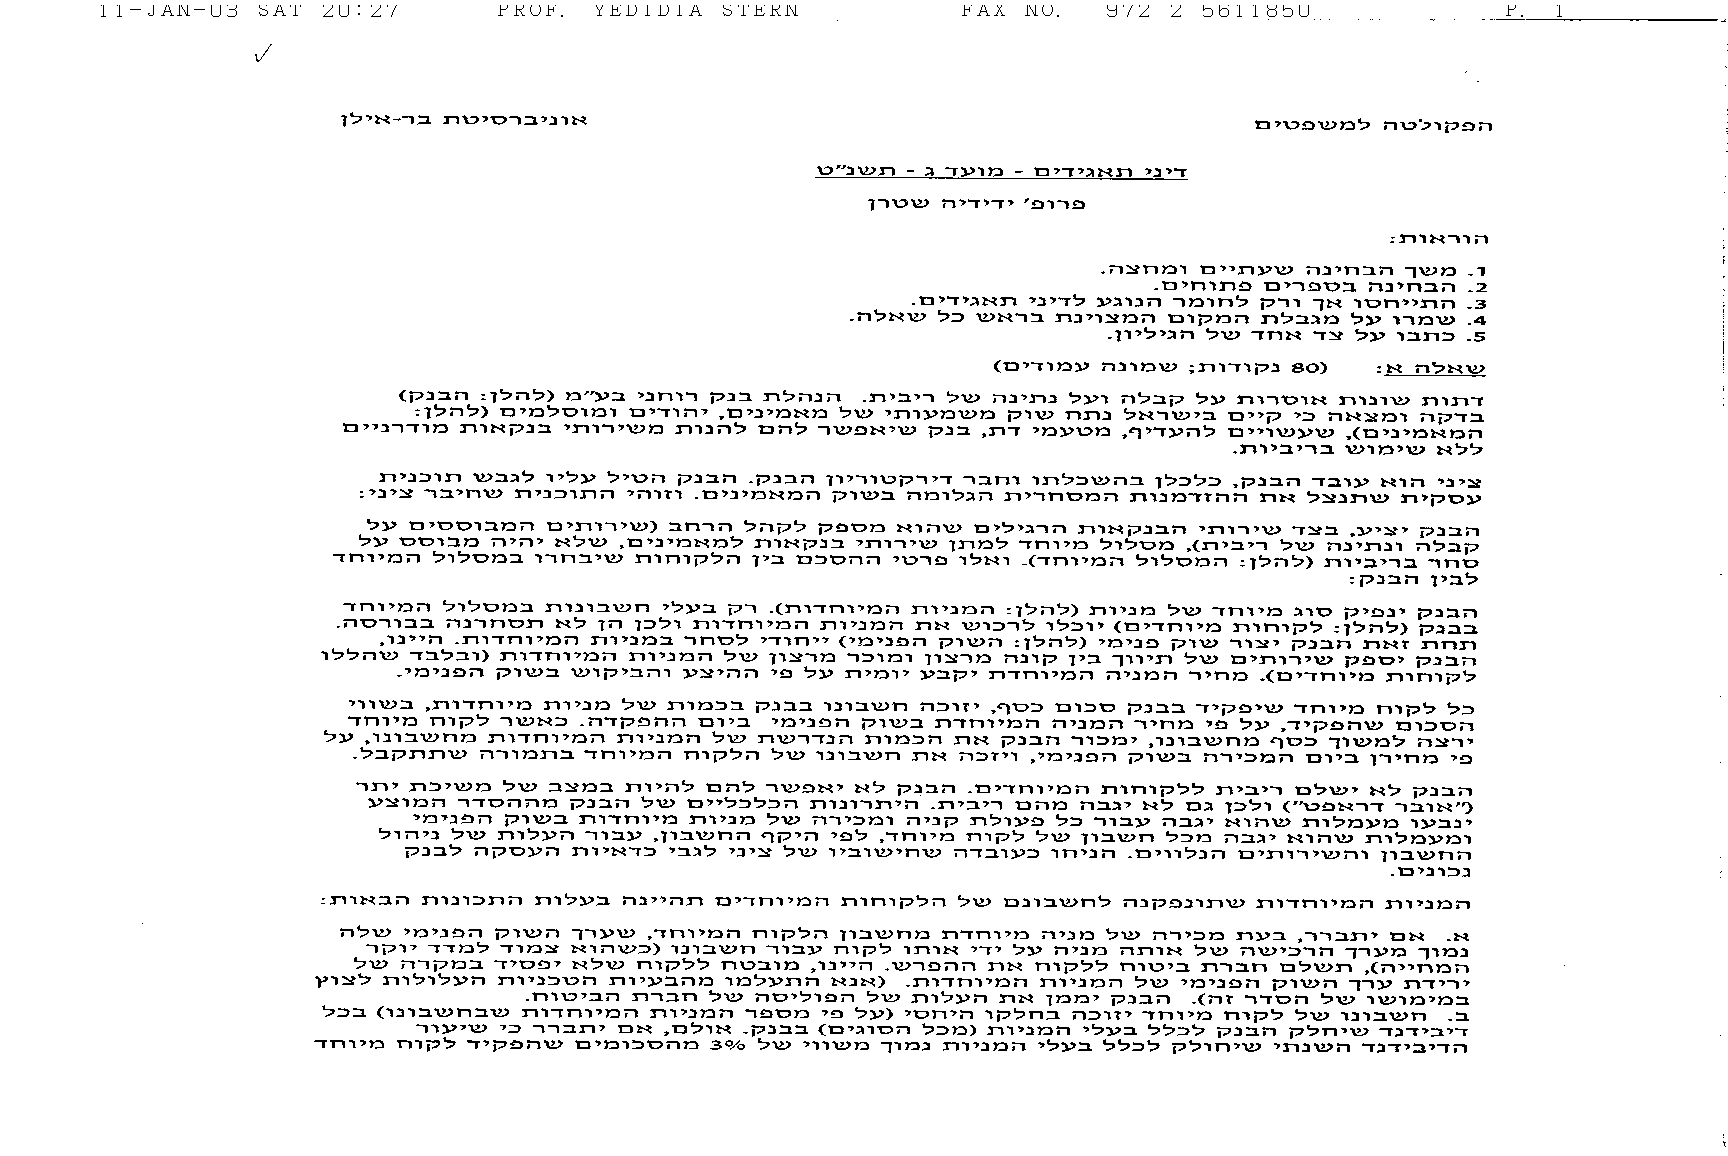 11-JAN-03 SAT 20:27 PROF. YEDIDIA STERN FAX NO. 972 2 5611850 P. 1
הפקולטה למשפטים אוניברסיטת בר-אילן
דיני תאגידים - מועד ג - תשנ"ט
פרופ' ידידיה שטרן
הוראות:
1. משך הבחינה שעתיים ומחצה.
2. הבחינה בספרים פתוחים.
3. התייחסו אך ורק לחומר הנוגע לדיני תאגידים.
4. שמרו על מגבלת המקום המצוינת בראש כל שאלה.
5. כתבו על צד אחד של הגיליון.
שאלה א: (80 נקודות; שמונה עמודים)
דתות שונות אוסרות על קבלה ועל נתינה של ריבית. הנהלת בנק רוחני בע"מ (להלן: הבנק)
בדקה ומצאה כי קיים בישראל נתח שוק משמעותי של מאמינים, יהודים ומוסלמים (להלן:
המאמינים), שעשויים להעדיף, מטעמי דת, בנק שיאפשר להם להנות משירותי בנקאות מודרניים
ללא שימוש בריביות.
ציני הוא עובד הבנק, כלכלן בהשכלתו וחבר דירקטוריון הבנק. הבנק הטיל עליו לגבש תוכנית
עסקית שתנצל את ההזדמנות המסחרית הגלומה בשוק המאמינים. וזוהי התוכנית שחיבר ציני:
הבנק יציע, בצד שירותי הבנקאות הרגילים שהוא מספק לקהל הרחב (שירותים המבוססים על
קבלה ונתינה של ריבית), מסלול מיוחד למתן שירותי בנקאות למאמינים, שלא יהיה מבוסס על
סחר בריביות (להלן: המסלול המיוחד). ואלו פרטי ההסכם בין הלקוחות שיבחרו במסלול המיוחד
לבין הבנק:
הבנק ינפיק סוג מיוחד של מניות (להלן: המניות המיוחדות). רק בעלי חשבונות במסלול המיוחד
בבנק (להלן: לקוחות מיוחדים) יוכלו לרכוש את המניות המיוחדות ולכן הן לא תסחרנה בבורסה.
תחת זאת הבנק יצור שוק פנימי (להלן: השוק הפנימי) ייחודי לסחר במניות המיוחדות. היינו,
הבנק יספק שירותים של תיווך בין קונה מרצון ומוכר מרצון של המניות המיוחדות (ובלבד שהללו
לקוחות מיוחדים). מחיר המניה המיוחדת יקבע יומית על פי ההיצע והביקוש בשוק הפנימי.
כל לקוח מיוחד שיפקיד בבנק סכום כסף, יזוכה חשבונו בבנק בכמות של מניות מיוחדות, בשווי
הסכום שהפקיד, על פי מחיר המניה המיוחדת בשוק הפנימי ביום ההפקדה. כאשר לקוח מיוחד
ירצה למשוך כסף מחשבונו, ימכור הבנק את הכמות הנדרשת של המניות המיוחדות מחשבונו, על
פי מחירן ביום המכירה בשוק הפנימי, ויזכה את חשבונו של הלקוח המיוחד בתמורה שתתקבל.
הבנק לא ישלם ריבית ללקוחות המיוחדים. הבנק לא יאפשר להם להיות במצב של משיכת יתר
("אובר דראפט") ולכן גם לא יגבה מהם ריבית. היתרונות הכלכליים של הבנק מההסדר המוצע
ינבעו מעמלות שהוא יגבה עבור כל פעולת קניה ומכירה של מניות מיוחדות בשוק הפנימי
ומעמלות שהוא יגבה מכל חשבון של לקוח מיוחד, לפי היקף החשבון, עבור העלות של ניהול
החשבון והשירותים הנלווים. הניחו כעובדה שחישוביו של ציני לגבי כדאיות העסקה לבנק
נכונים.
המניות המיוחדות שתונפקנה לחשבונם של הלקוחות המיוחדים תהיינה בעלות התכונות הבאות:
א. אם יתברר, בעת מכירה של מניה מיוחדת מחשבון הלקוח המיוחד, שערך השוק הפנימי שלה
נמוך מערך הרכישה של אותה מניה על ידי אותו לקוח עבור חשבונו (כשהוא צמוד למדד יוקר
המחייה), תשלם חברת ביטוח ללקוח את ההפרש. היינו, מובטח ללקוח שלא יפסיד במקרה של
ירידת ערך השוק הפנימי של המניות המיוחדות. (אנא התעלמו מהבעיות הטכניות העלולות לצוץ
במימושו של הסדר זה). הבנק יממן את העלות של הפוליסה של חברת הביטוח.
ב. חשבונו של לקוח מיוחד יזוכה בחלקו היחסי (על פי מספר המניות המיוחדות שבחשבונו) בכל
דיבידנד שיחלק הבנק לכלל בעלי המניות (מכל הסוגים) בבנק. אולם, אם יתברר כי שיעור
הדיבידנד השנתי שיחולק לכלל בעלי המניות נמוך משווי של 3% מהסכומים שהפקיד לקוח מיוחד